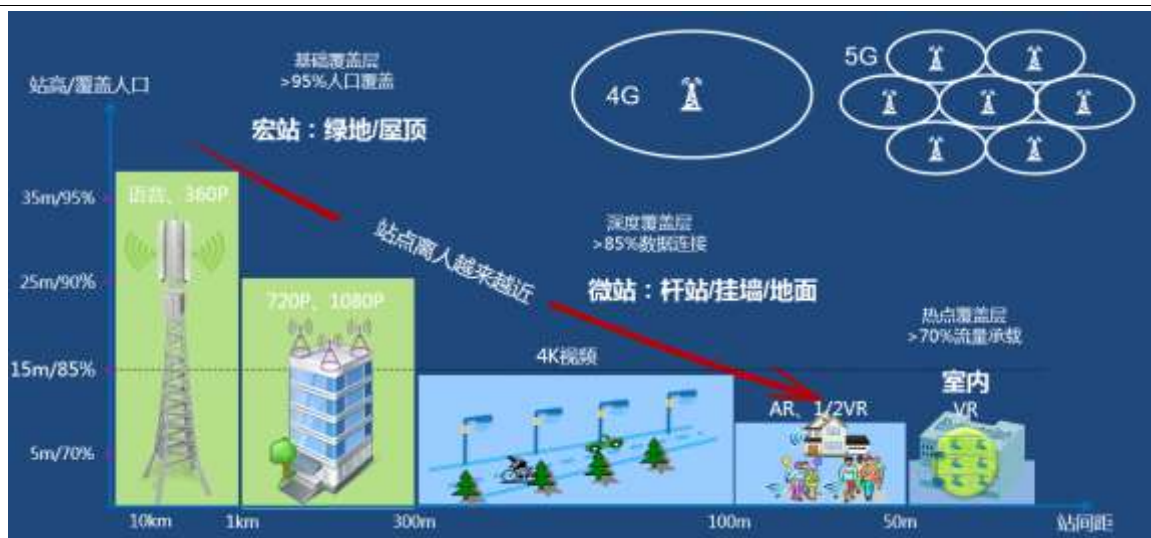 基础覆盖层
>95%人口覆盖
站高/覆盖人口
宏站：绿地/屋顶
4G
5G
35m/95%
语音、360P
站点离人越来越近
深度覆盖层
>85%数据连接
25m/90%
720P、1080P
微站：杆站/挂墙/地面
热点覆盖层
>70%流量承载
4K视频
15m/85%
室内
AR、1/2VR
VR
5m/70%
10km
1km
300m
100m
50m
站间距